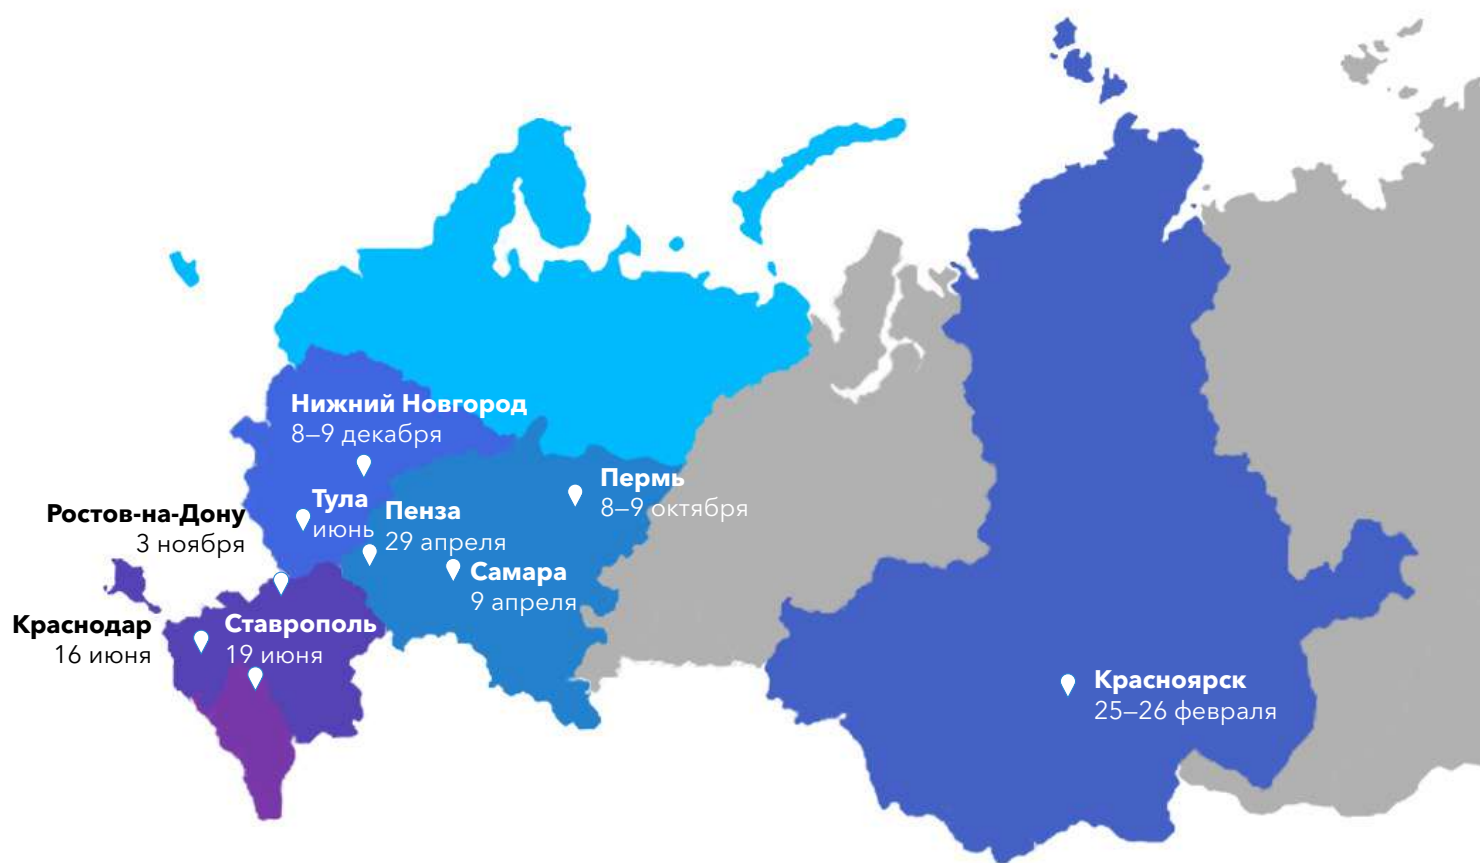 Нижний Новгород
8–9 декабря
Пермь
8–9 октября
Тула
июнь
Пенза
29 апреля
Ростов-на-Дону
3 ноября
Самара
9 апреля
Краснодар
16 июня
Ставрополь
19 июня
Красноярск
25–26 февраля